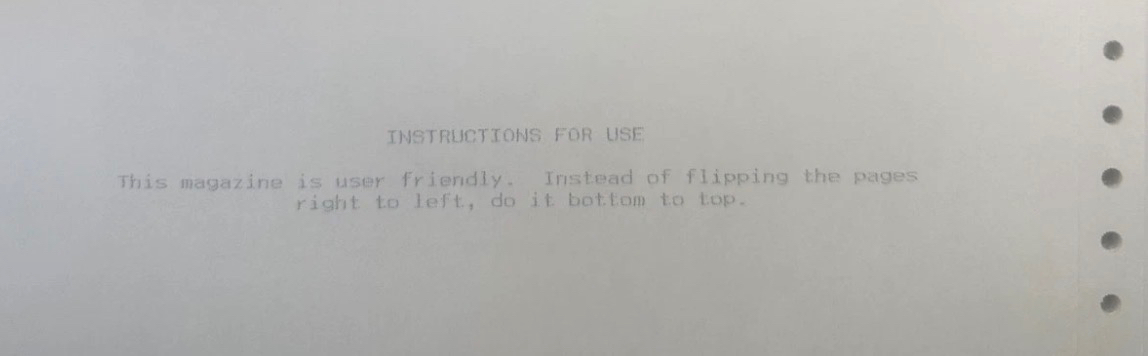 INSTRUCTIONS FOR USE
This magazine is user friendly. Instead of flipping the pages
right to left, do it bottom to top.